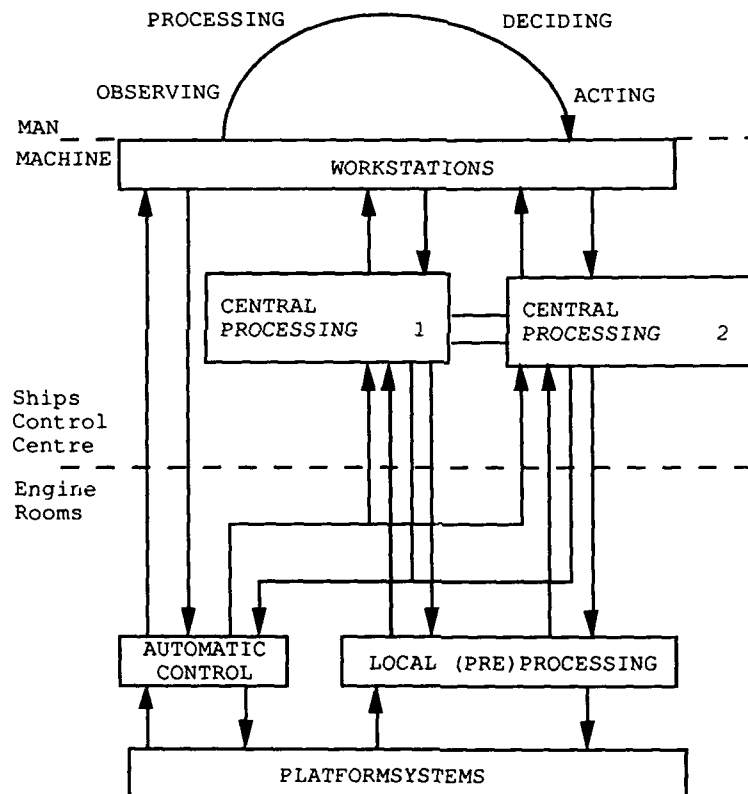 PROCESSING DECIDING
OBSERVING ACTING
MAN
MACHINE
WORKSTATIONS
CENTRAL
PROCESSING 1
CENTRAL
PROCESSING 2
Ships
Control
Centre
Engine
Rooms
AUTOMATIC
CONTROL
LOCAL (PRE)PROCESSING
PLATFORMSYSTEMS